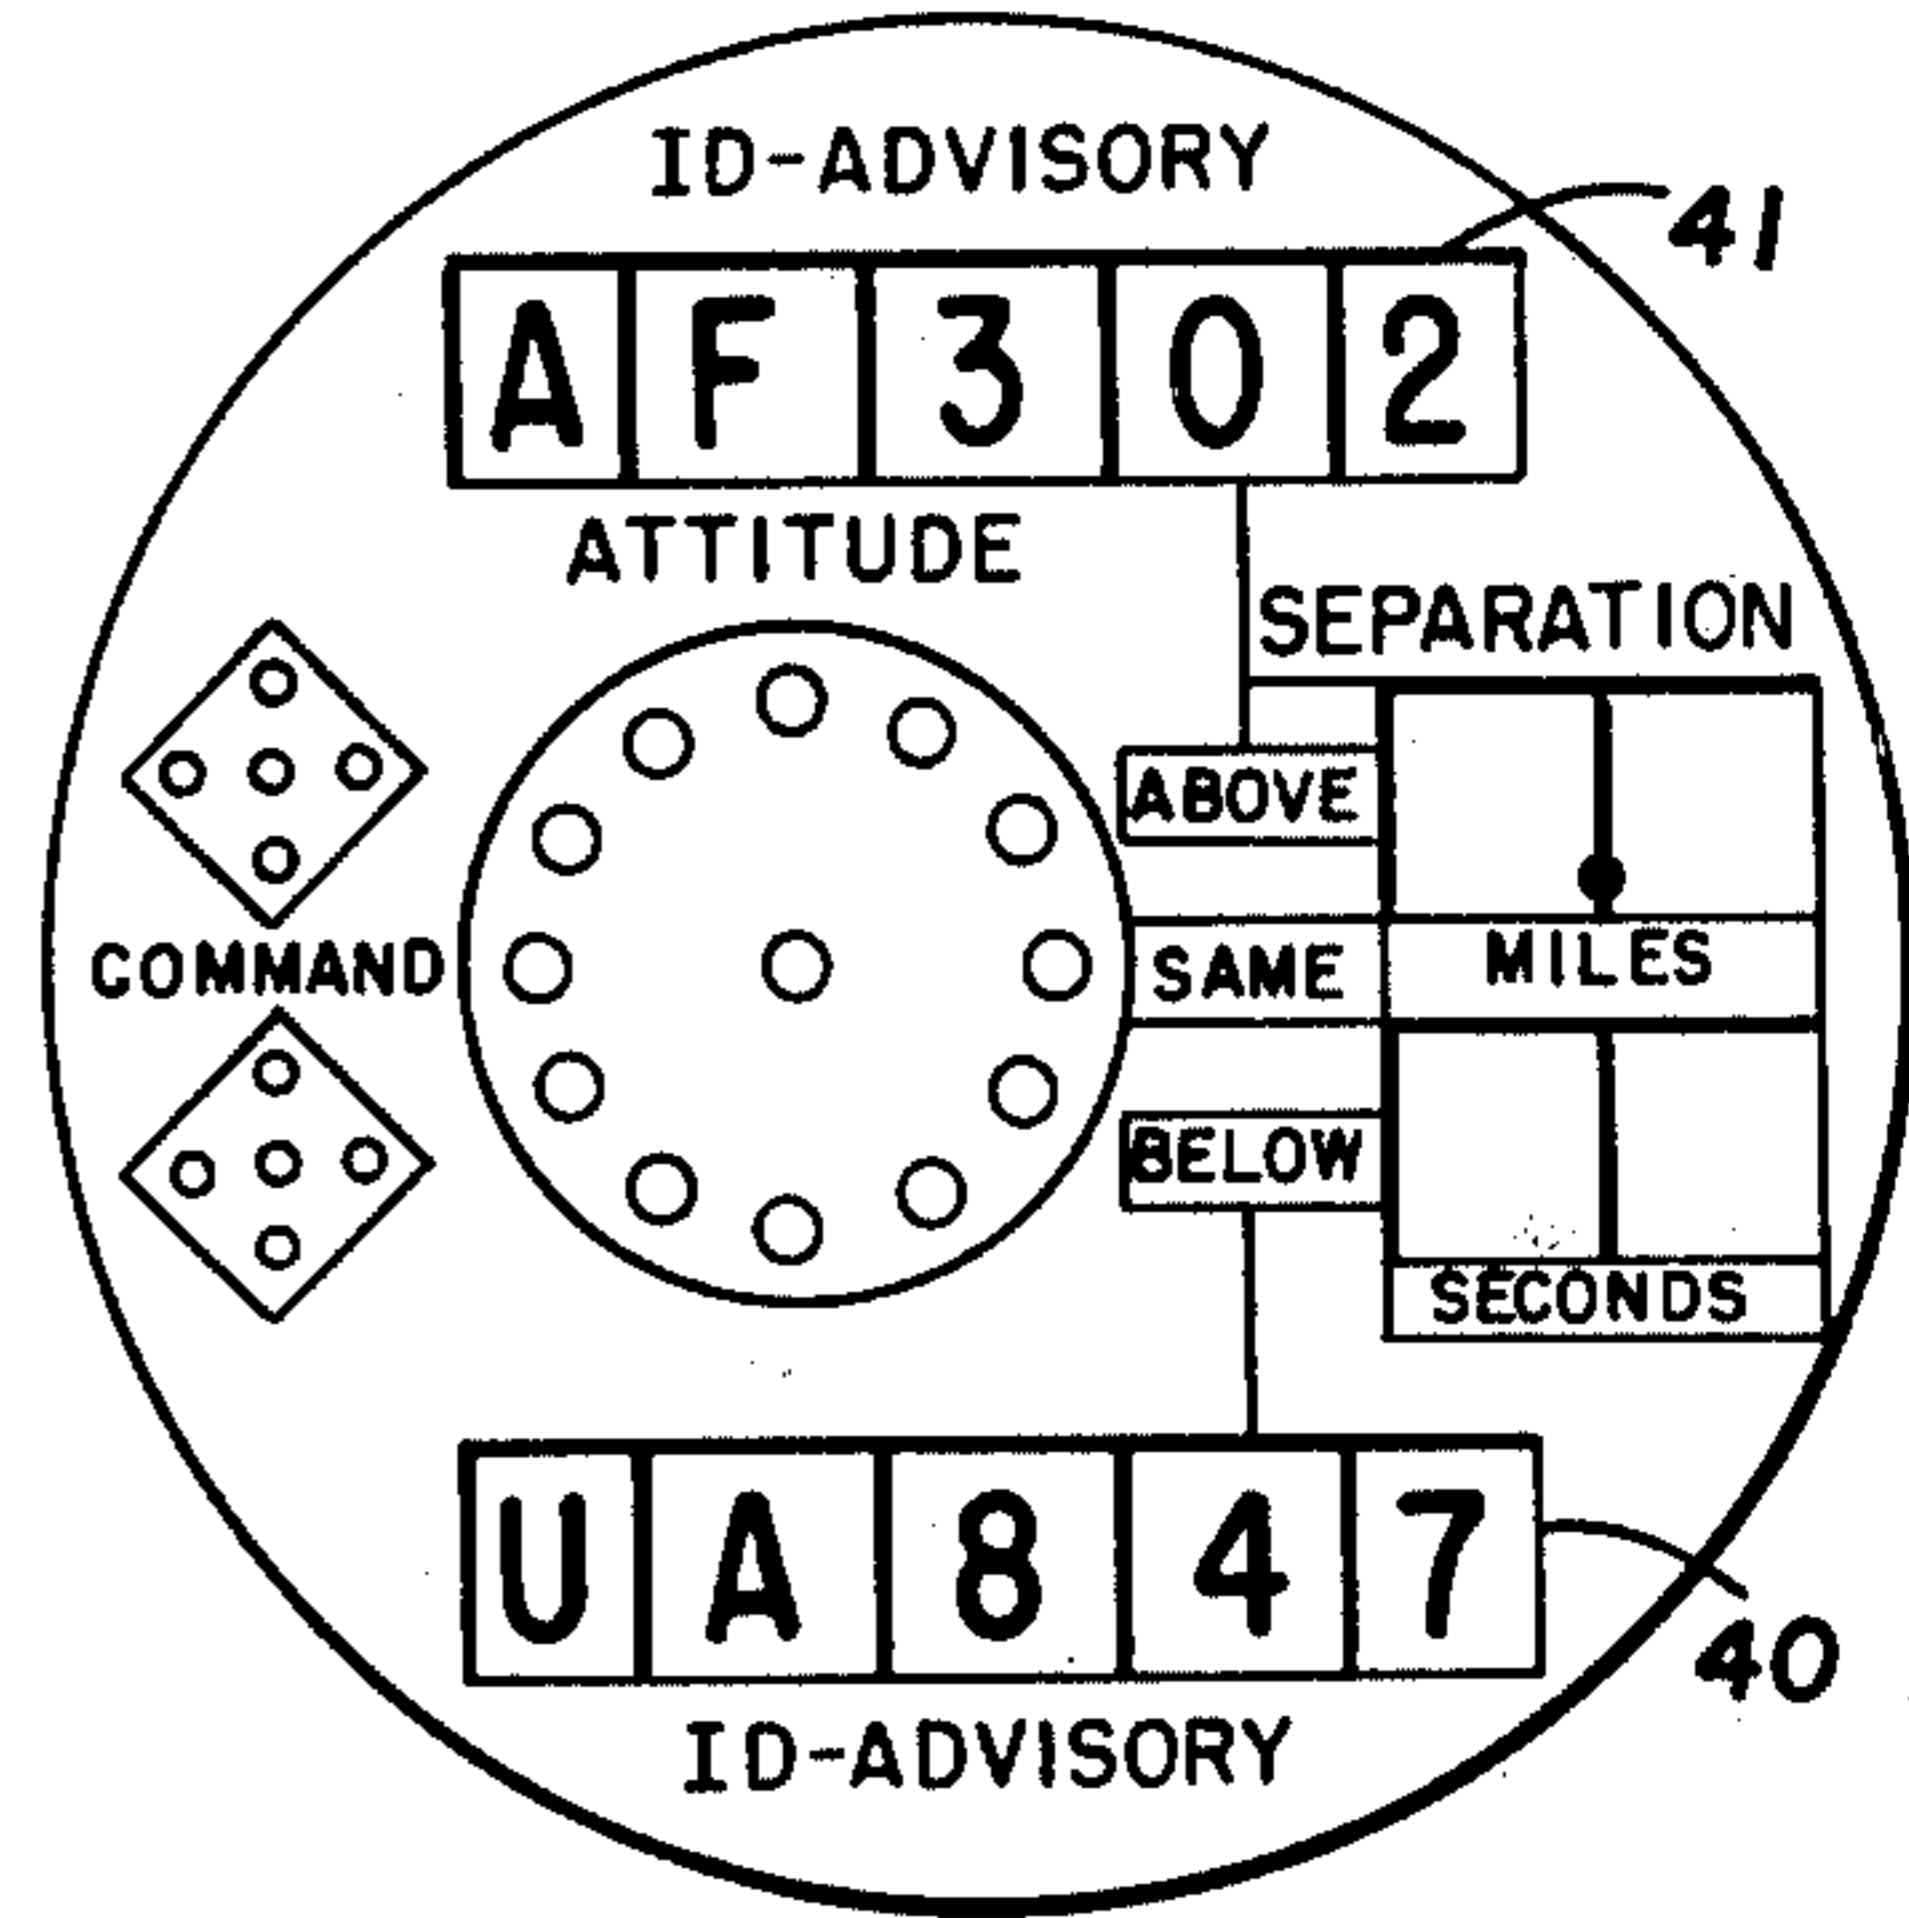 ID-ADVISORY
41
AF302
ATTITUDE
SEPARATION
ABOVE
COMMAND
SAME
MILES
BELOW
SECONDS
UA847
40
ID-ADVISORY